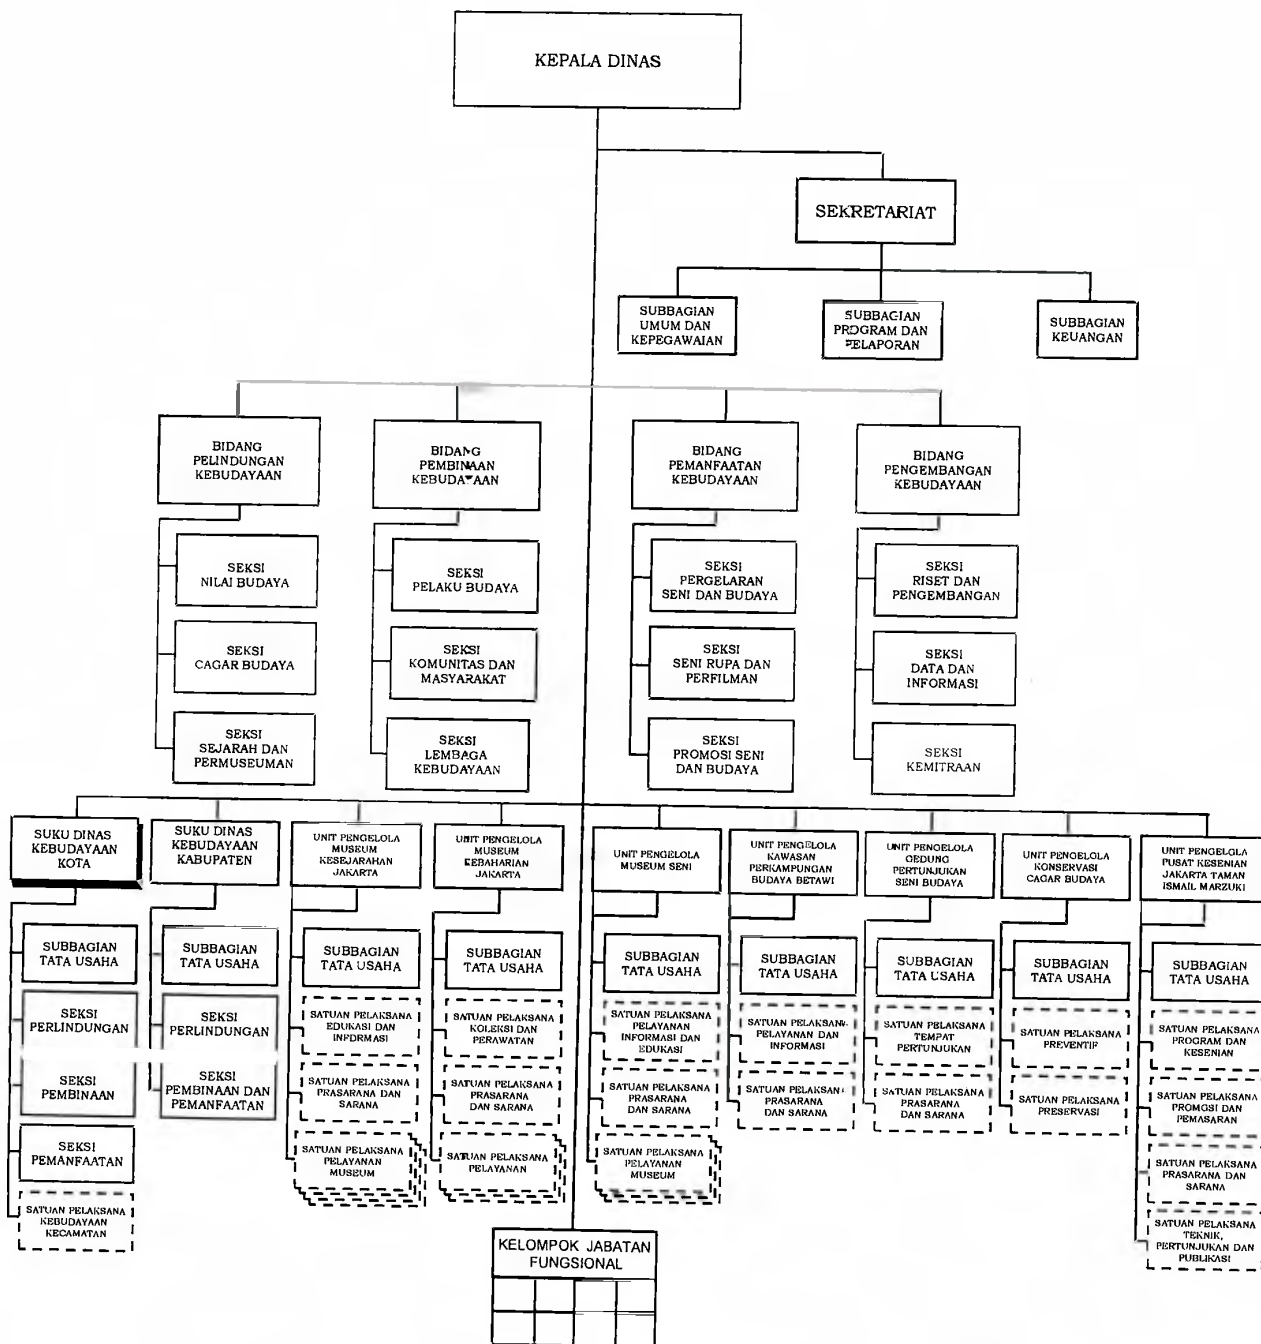 KEPALA DINAS
SEKRETARIAT
SUBBAGIAN
UMUM DAN
KEPEGAWAIAN
SUBBAGIAN
PROGRAM DAN
PELAPORAN
SUBBAGIAN
KEUANGAN
BIDANG
PELINDUNGAN
KEBUDAYAAN
BIDANG
PEMBINAAN
KEBUDAYAAN
BIDANG
PEMANFAATAN
KEBUDAYAAN
BIDANG
PENGEMBANGAN
KEBUDAYAAN
SEKSI
NILAI BUDAYA
SEKSI
PELAKU BUDAYA
SEKSI
PERGELARAN
SENI DAN BUDAYA
SEKSI
RISET DAN
PENGEMBANGAN
SEKSI
CAGAR BUDAYA
SEKSI
KOMUNITAS DAN
MASYARAKAT
SEKSI
SENI RUPA DAN
PERFILMAN
SEKSI
DATA DAN
INFORMASI
SEKSI
SEJARAH DAN
PERMUSEUMAN
SEKSI
LEMBAGA
KEBUDAYAAN
SEKSI
PROMOSI SENI
DAN BUDAYA
SEKSI
KEMITRAAN
SUKU DINAS
KEBUDAYAAN
KOTA
SUKU DINAS
KEBUDAYAAN
KABUPATEN
UNIT PENGELOLA
MUSEUM
KESEJARAHAN
JAKARTA
UNIT PENGELOLA
MUSEUM
KEBAHARIAN
JAKARTA
UNIT PENGELOLA
MUSEUM SENI
UNIT PENGELOLA
KAWASAN
PERKAMPUNGAN
BUDAYA BETAWI
UNIT PENGELOLA
GEDUNG
PERTUNJUKAN
SENI BUDAYA
UNIT PENGELOLA
KONSERVASI
CAGAR BUDAYA
UNIT PENGELOLA
PUSAT KESENIAN
JAKARTA TAMAN
ISMAIL MARZUKI
SUBBAGIAN
TATA USAHA
SUBBAGIAN
TATA USAHA
SUBBAGIAN
TATA USAHA
SUBBAGIAN
TATA USAHA
SUBBAGIAN
TATA USAHA
SUBBAGIAN
TATA USAHA
SUBBAGIAN
TATA USAHA
SUBBAGIAN
TATA USAHA
SUBBAGIAN
TATA USAHA
SEKSI
PERLINDUNGAN
SEKSI
PERLINDUNGAN
SATUAN PELAKSANA
EDUKASI DAN
INFORMASI
SATUAN PELAKSANA
KOLEKSI DAN
PERAWATAN
SATUAN PELAKSANA
PELAYANAN
INFORMASI DAN
EDUKASI
SATUAN PELAKSANA
PELAYANAN DAN
INFORMASI
SATUAN PELAKSANA
TEMPAT
PERTUNJUKAN
SATUAN PELAKSANA
PREVENTIF
SATUAN PELAKSANA
PROGRAM DAN
KESENIAN
SEKSI
PEMBINAAN
SEKSI
PEMBINAAN DAN
PEMANFAATAN
SATUAN PELAKSANA
PRASARANA DAN
SARANA
SATUAN PELAKSANA
PRASARANA
DAN SARANA
SATUAN PELAKSANA
PRASARANA
DAN SARANA
SATUAN PELAKSANA
PRASARANA
DAN SARANA
SATUAN PELAKSANA
PRASARANA
DAN SARANA
SATUAN PELAKSANA
PRESERVASI
SATUAN PELAKSANA
PROMOSI DAN
PEMASARAN
SEKSI
PEMANFAATAN
SATUAN PELAKSANA
PELAYANAN
MUSEUM
SATUAN PELAKSANA
PELAYANAN
SATUAN PELAKSANA
PELAYANAN
MUSEUM
SATUAN PELAKSANA
PRASARANA DAN
SARANA
SATUAN PELAKSANA
KEBUDAYAAN
KECAMATAN
SATUAN PELAKSANA
TEKNIK,
PERTUNJUKAN DAN
PUBLIKASI
KELOMPOK JABATAN
FUNGSIONAL